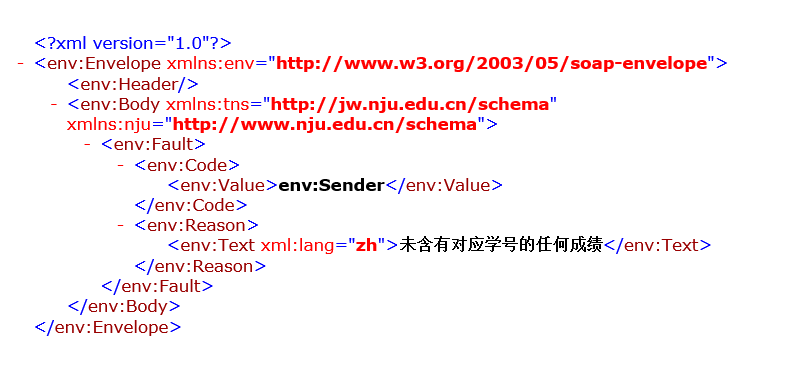 <?xml version="1.0"?>
- <env:Envelope xmlns:env="http://www.w3.org/2003/05/soap-envelope">
<env:Header/>
- <env:Body xmlns:tns="http://jw.nju.edu.cn/schema"
xmlns:nju="http://www.nju.edu.cn/schema">
- <env:Fault>
- <env:Code>
<env:Value>env:Sender</env:Value>
</env:Code>
- <env:Reason>
<env:Text xml:lang="zh">未含有对应学号的任何成绩</env:Text>
</env:Reason>
</env:Fault>
</env:Body>
</env:Envelope>